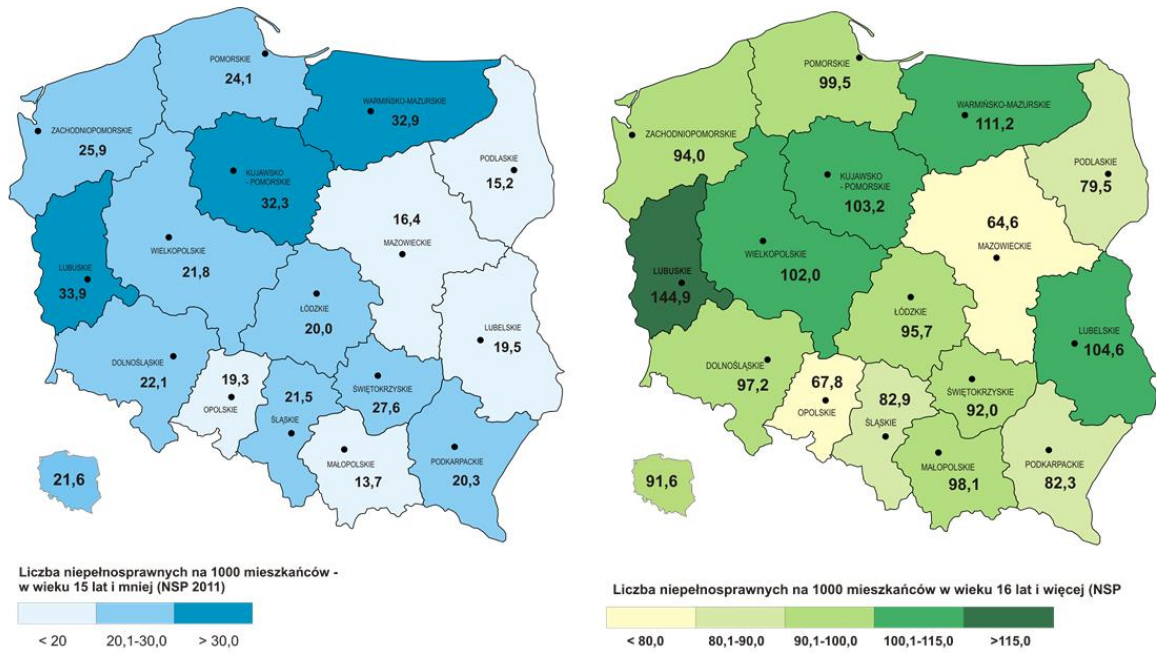 POMORSKIE
24,1
WARMIŃSKO-MAZURSKIE
32,9
ZACHODNIOPOMORSKIE
25,9
PODLASKIE
15,2
KUJAWSKO
- POMORSKIE
32,3
16,4
MAZOWIECKIE
WIELKOPOLSKIE
21,8
LUBUSKIE
33,9
ŁÓDZKIE
20,0
LUBELSKIE
19,5
DOLNOŚLĄSKIE
22,1
19,3
OPOLSKIE
21,5
ŚLĄSKIE
ŚWIĘTOKRZYSKIE
27,6
MAŁOPOLSKIE
13,7
PODKARPACKIE
20,3
21,6
Liczba niepełnosprawnych na 1000 mieszkańców -
w wieku 15 lat i mniej (NSP 2011)
< 20 20,1-30,0 > 30,0
POMORSKIE
99,5
WARMIŃSKO-MAZURSKIE
111,2
ZACHODNIOPOMORSKIE
94,0
PODLASKIE
79,5
KUJAWSKO
- POMORSKIE
103,2
64,6
MAZOWIECKIE
WIELKOPOLSKIE
102,0
LUBUSKIE
144,9
ŁÓDZKIE
95,7
LUBELSKIE
104,6
DOLNOŚLĄSKIE
97,2
67,8
OPOLSKIE
82,9
ŚLĄSKIE
ŚWIĘTOKRZYSKIE
92,0
MAŁOPOLSKIE
98,1
PODKARPACKIE
82,3
91,6
Liczba niepełnosprawnych na 1000 mieszkańców w wieku 16 lat i więcej (NSP
< 80,0 80,1-90,0 90,1-100,0 100,1-115,0 >115,0